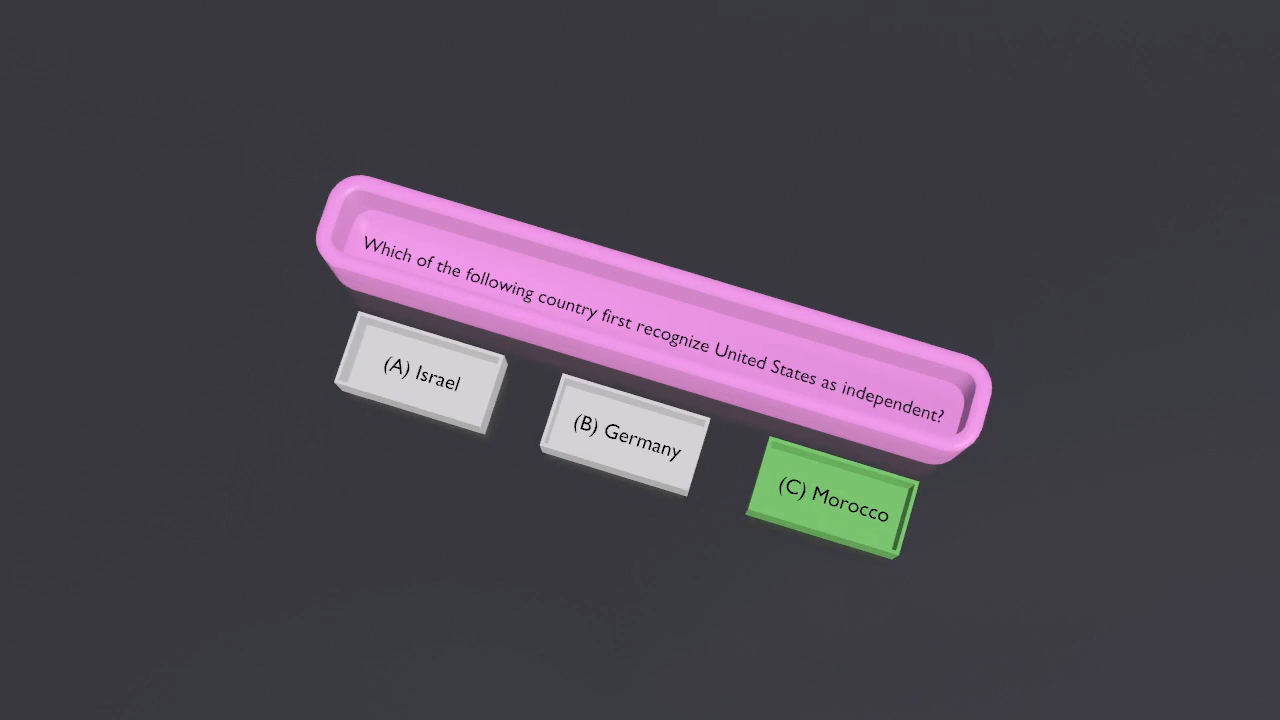 Which of the following country first recognize United States as independent?
(A) Israel
(B) Germany
(C) Morocco